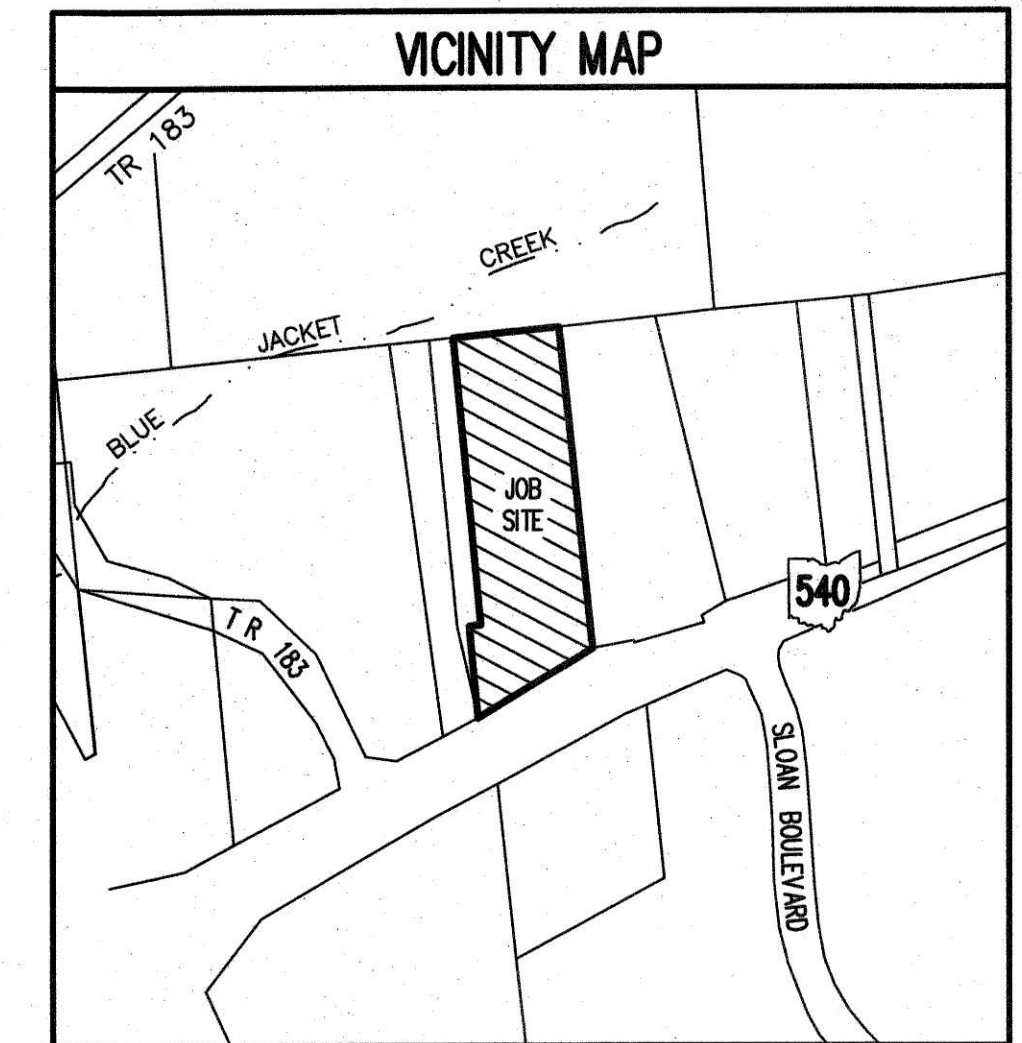 VICINITY MAP
TR 183
CREEK
JACKET
BLUE
JOB
SITE
540
TR 183
SLOAN BOULEVARD